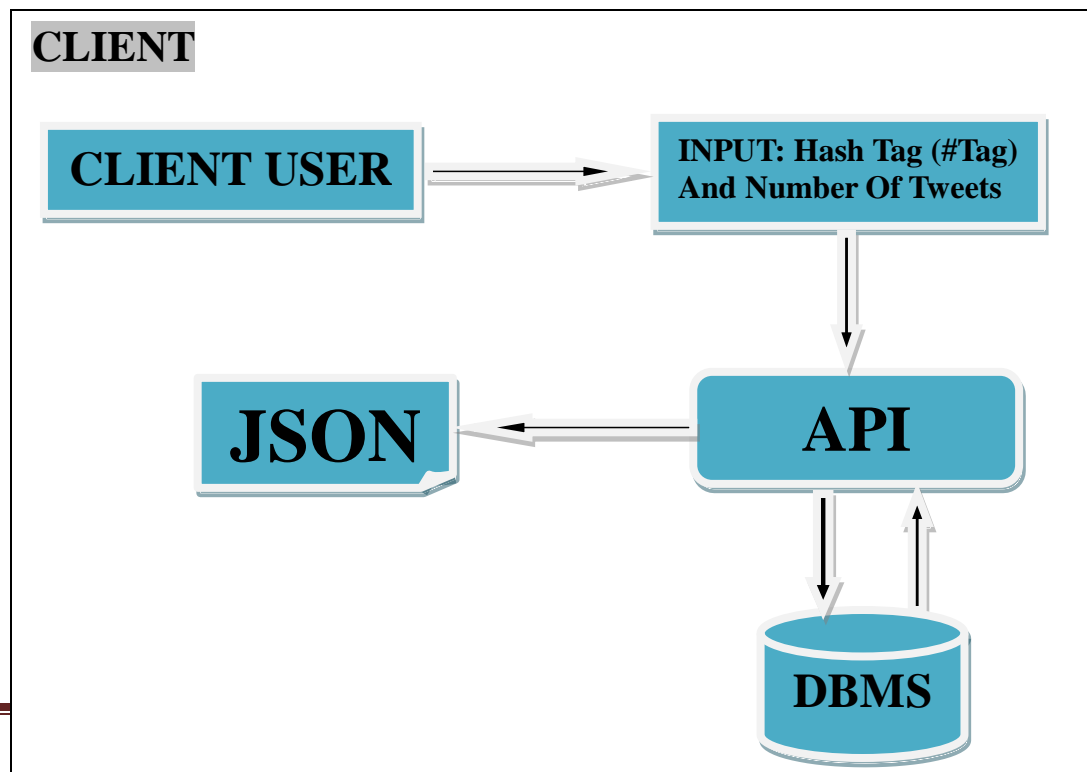 CLIENT
CLIENT USER
INPUT: Hash Tag (#Tag)
And Number Of Tweets
JSON
API
DBMS